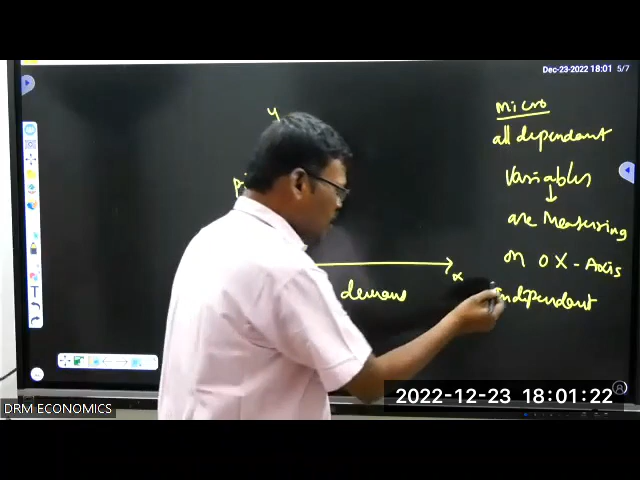 Dec-23-2022 18:01 5/7
y
P
x
demans
Micro
all dependent
Variables
are Measuring
on OX-Axis
independent
T
2022-12-23 18:01:22
DRM ECONOMICS